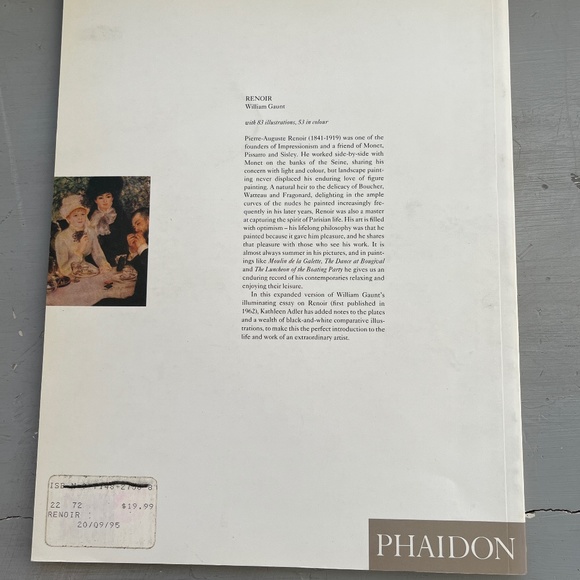 RENOIR
William Gaunt
with 83 illustrations, 53 in colour
Pierre-Auguste Renoir (1841-1919) was one of the
founders of Impressionism and a friend of Monet,
Pissarro and Sisley. He worked side-by-side with
Monet on the banks of the Seine, sharing his
concern with light and colour, but landscape paint-
ing never displaced his enduring love of figure
painting. A natural heir to the delicacy of Boucher,
Watteau and Fragonard, delighting in the ample
curves of the nudes he painted increasingly fre-
quently in his later years, Renoir was also a master
at capturing the spirit of Parisian life. His art is filled
with optimism – his lifelong philosophy was that he
painted because it gave him pleasure, and he shares
that pleasure with those who see his work. It is
almost always summer in his pictures, and in paint-
ings like Moulin de la Galette, The Dance at Bougival
and The Luncheon of the Boating Party he gives us an
enduring record of his contemporaries relaxing and
enjoying their leisure.
In this expanded version of William Gaunt's
illuminating essay on Renoir (first published in
1962), Kathleen Adler has added notes to the plates
and a wealth of black-and-white comparative illus-
trations, to make this the perfect introduction to the
life and work of an extraordinary artist.
22 72 $19.99
RENOIR
20/09/95
PHAIDON